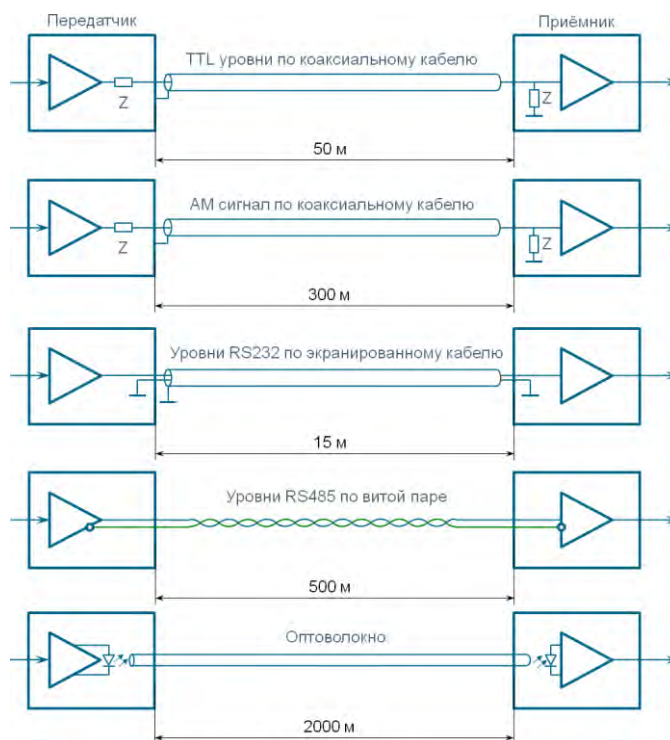 Передатчик
Приёмник
TTL уровни по коаксиальному кабелю
Z
Z
50 м
АМ сигнал по коаксиальному кабелю
Z
Z
300 м
Уровни RS232 по экранированному кабелю
15 м
Уровни RS485 по витой паре
500 м
Оптоволокно
2000 м